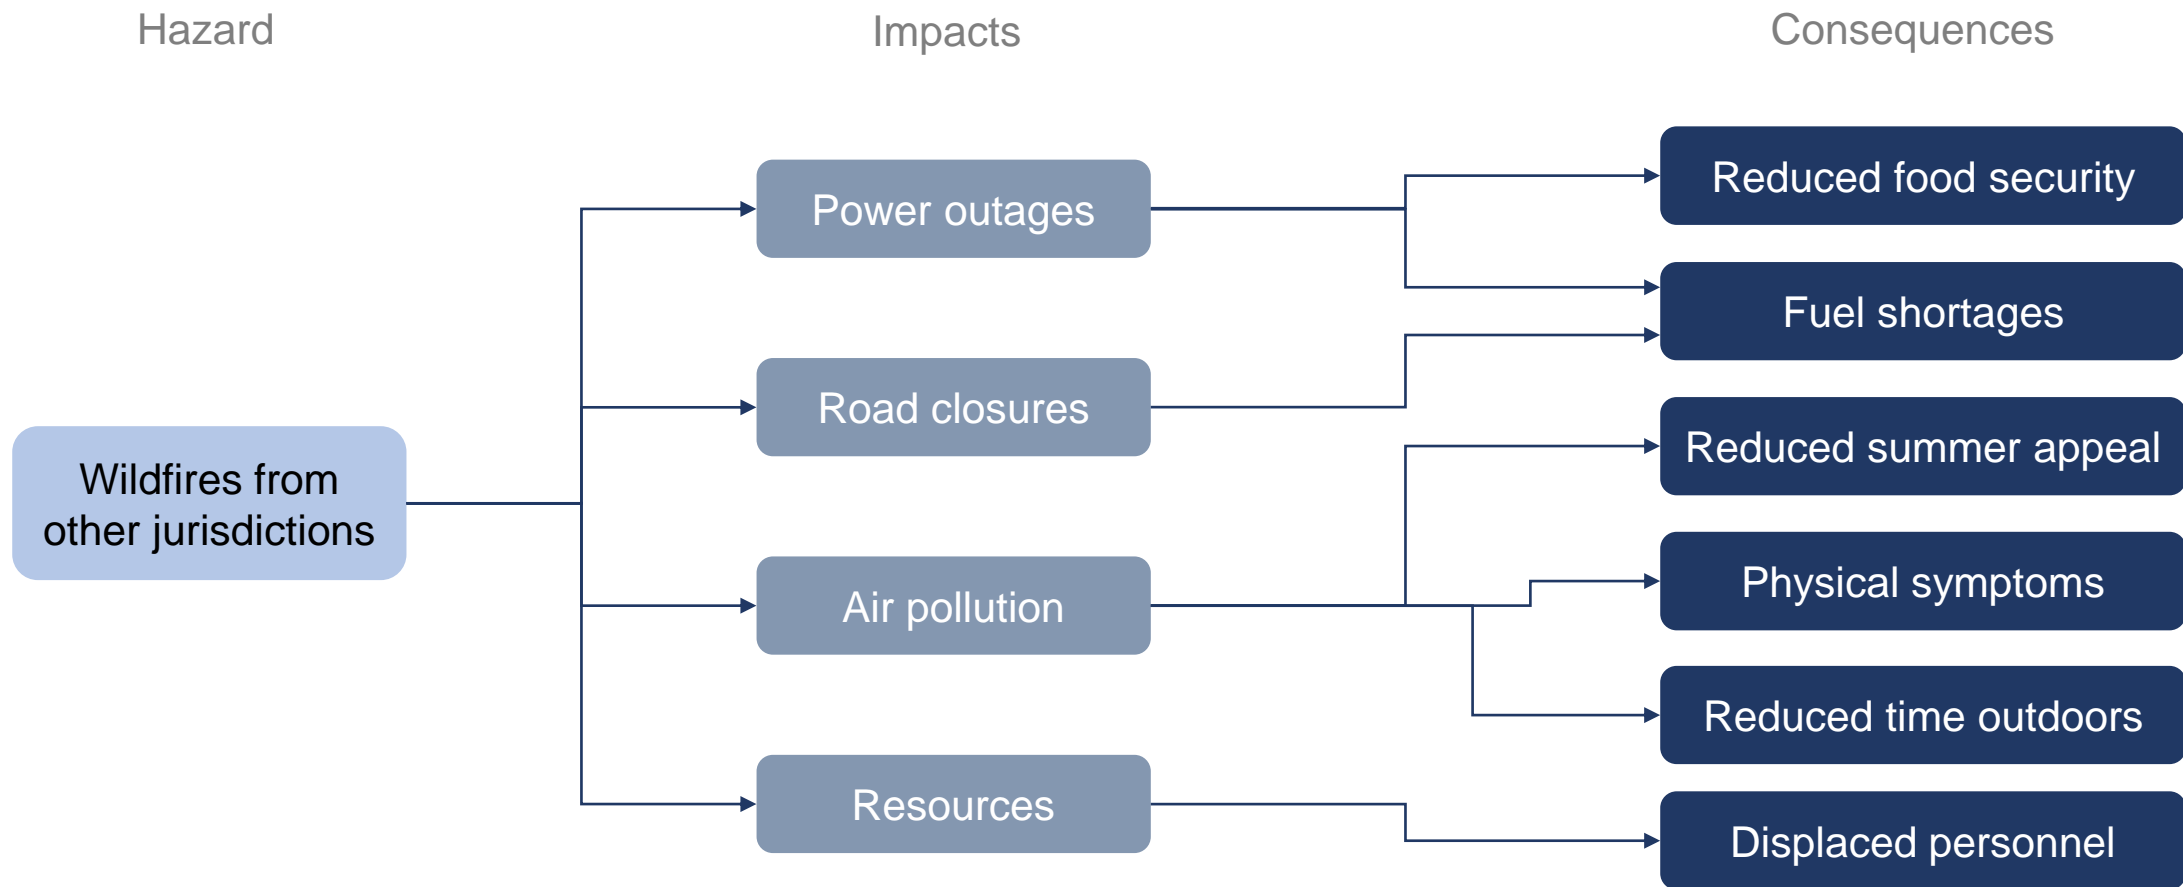 Hazard
Impacts
Consequences
Power outages
Reduced food security
Fuel shortages
Road closures
Reduced summer appeal
Wildfires from
other jurisdictions
Physical symptoms
Air pollution
Reduced time outdoors
Resources
Displaced personnel